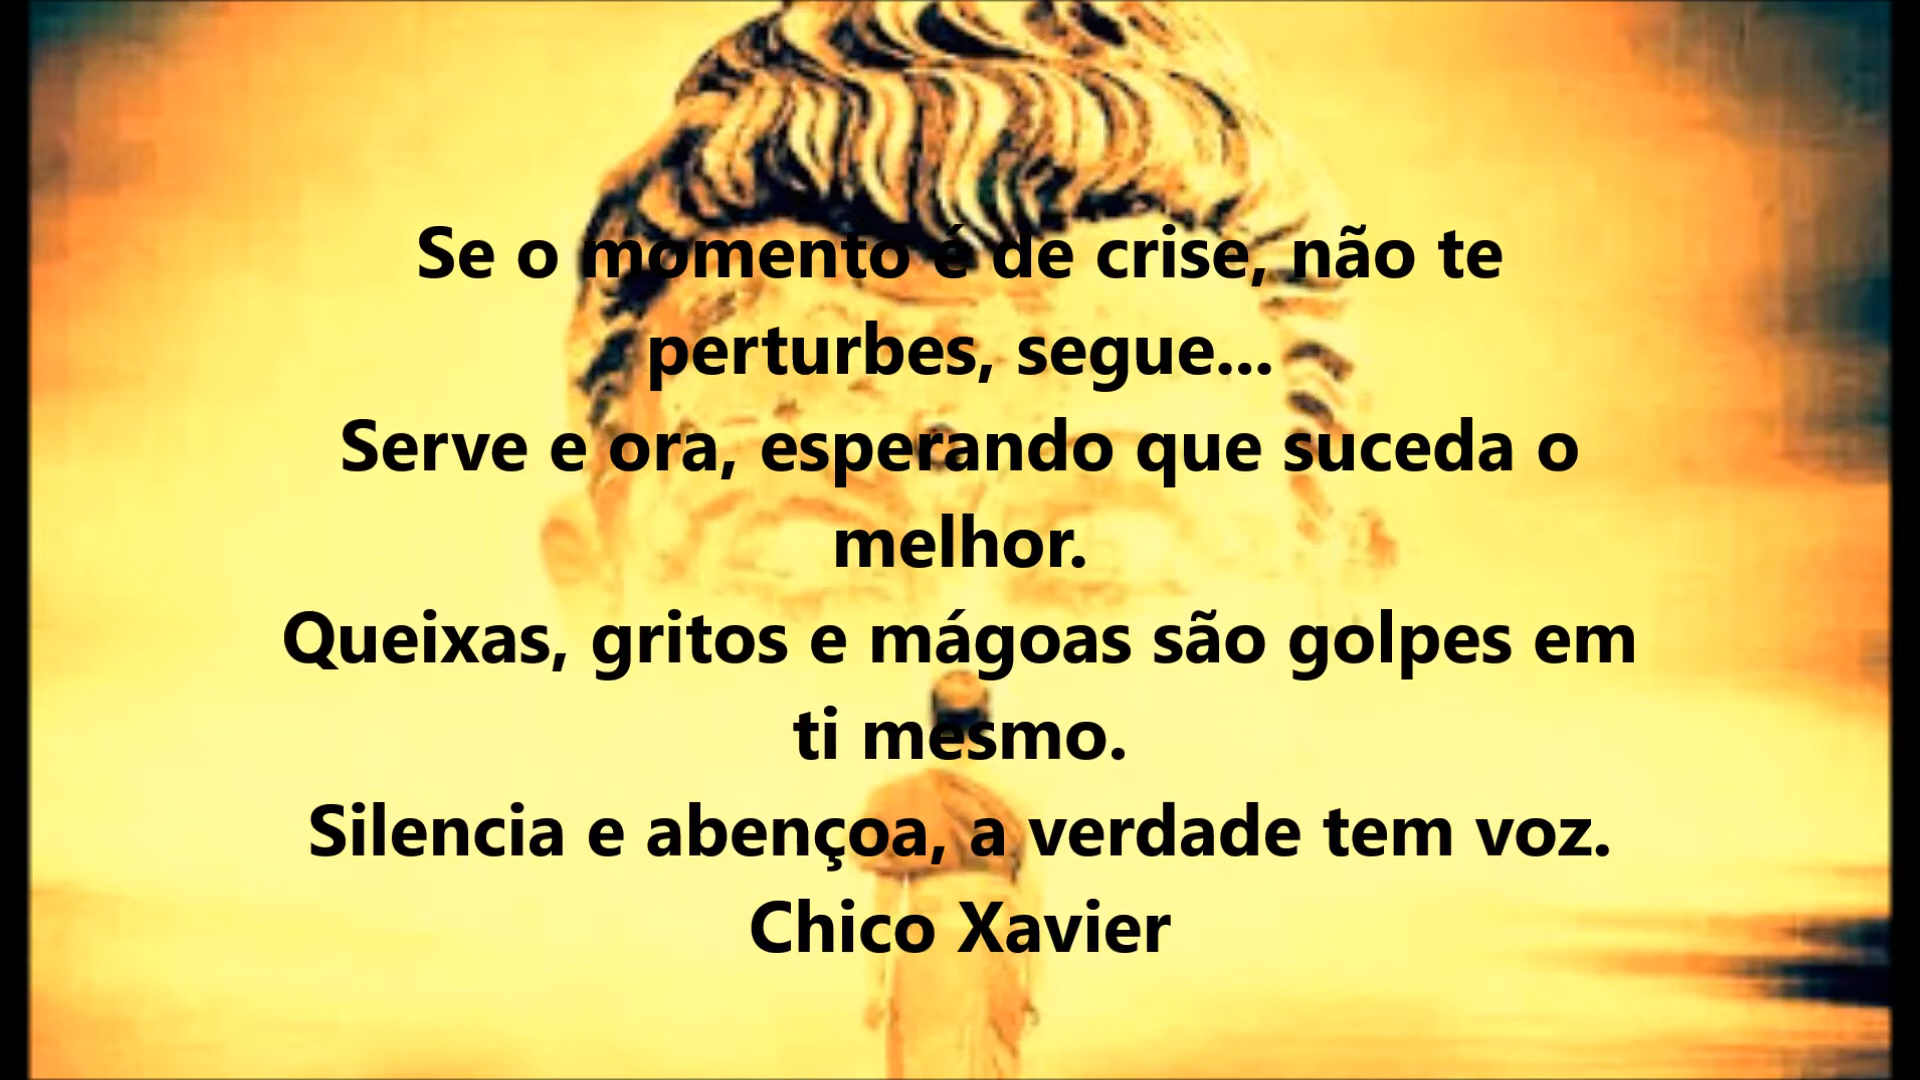 Se o momento é de crise, não te
perturbes, segue...
Serve e ora, esperando que suceda o
melhor.
Queixas, gritos e mágoas são golpes em
ti mesmo.
Silencia e abençoa, a verdade tem voz.
Chico Xavier